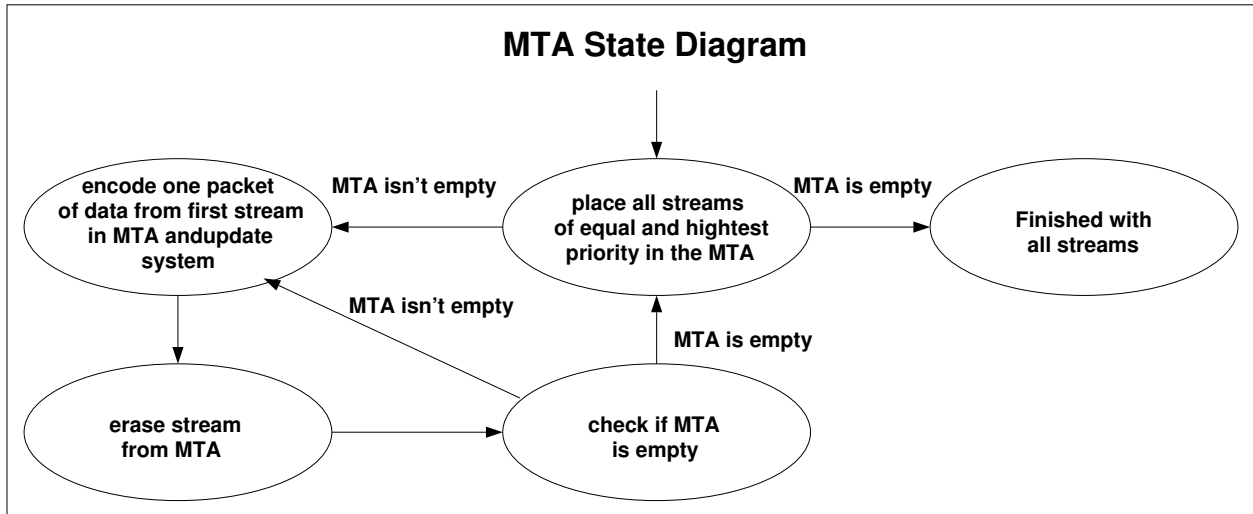 MTA State Diagram
encode one packet
of data from first stream
in MTA andupdate
system
MTA isn't empty
place all streams
of equal and hightest
priority in the MTA
MTA is empty
Finished with
all streams
MTA isn't empty
MTA is empty
erase stream
from MTA
check if MTA
is empty